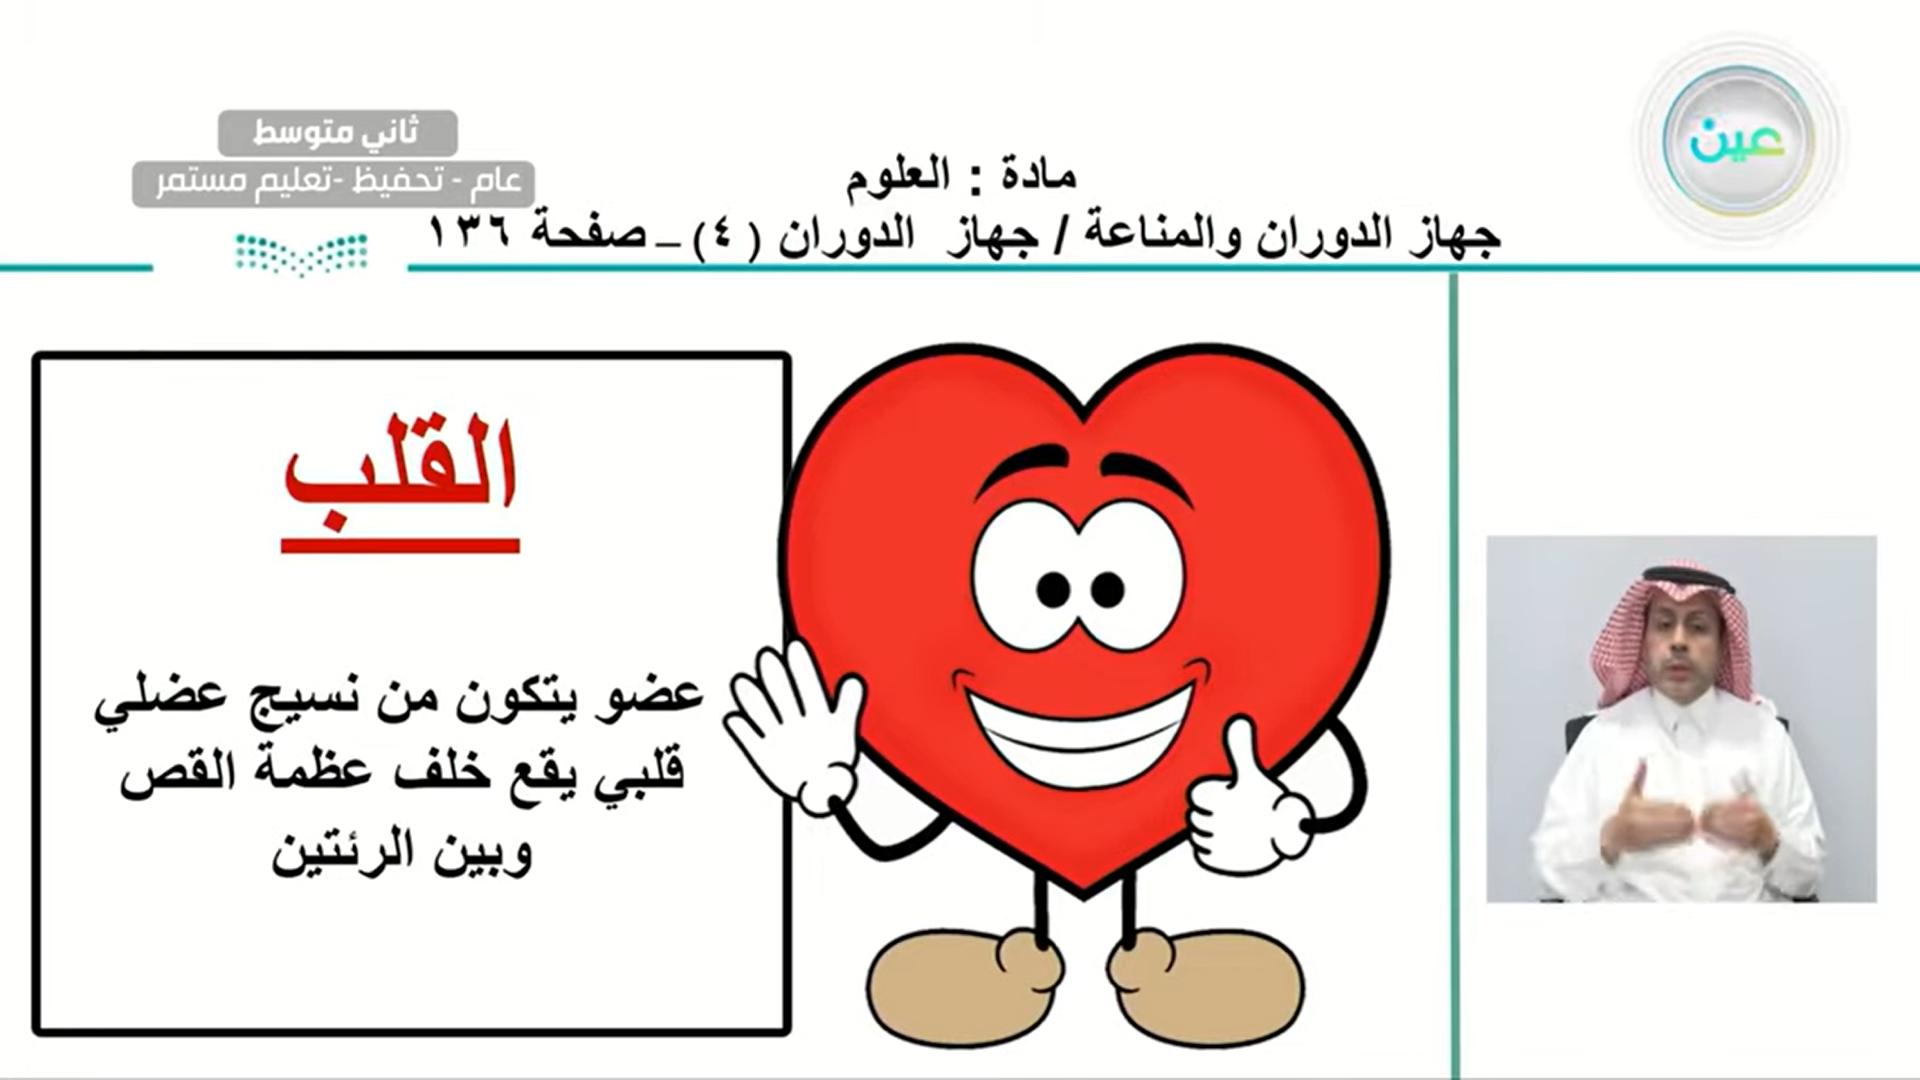 عين
ثاني متوسط
عام - تحفيظ -تعليم مستمر
مادة : العلوم
جهاز الدوران والمناعة / جهاز الدوران ( ٤) – صفحة ١٣٦
القلب
عضو يتكون من نسيج عضلي
قلبي يقع خلف عظمة القص
وبين الرئتين